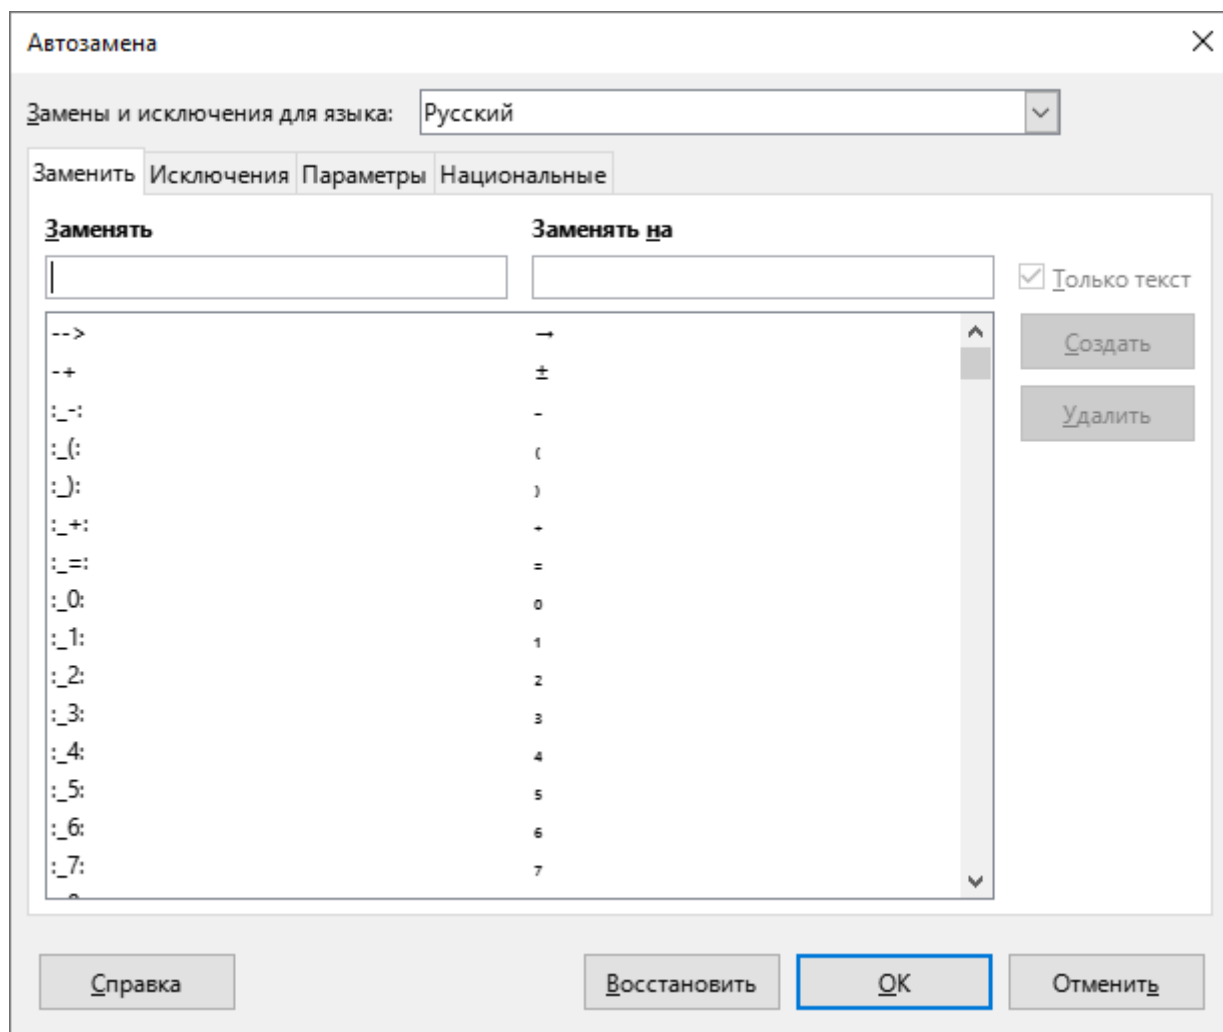 Автозамена
Замены и исключения для языка: Русский
Заменить Исключения Параметры Национальные
Заменять Заменять на
Только текст
--> →
-+ ±
:_-: ₋
:_(: ₍
:_): ₎
:_+: ₊
:_=: ₌
:_0: ₀
:_1: ₁
:_2: ₂
:_3: ₃
:_4: ₄
:_5: ₅
:_6: ₆
:_7: ₇
Создать
Удалить
Справка Восстановить OK Отменить